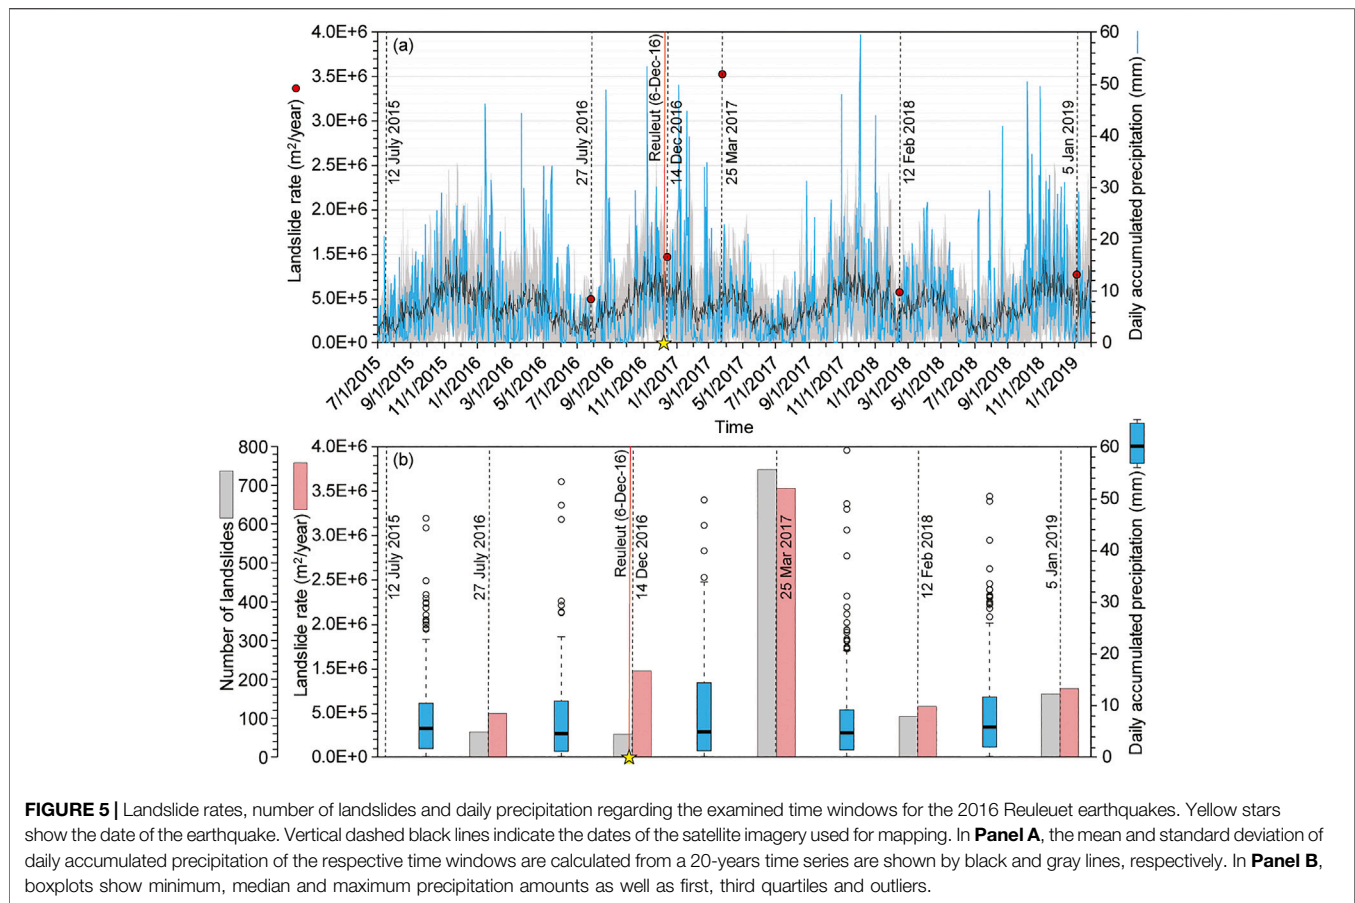 (a)
4.0E+6
3.5E+6
3.0E+6
2.5E+6
2.0E+6
1.5E+6
1.0E+6
5.0E+5
0.0E+0
Landslide rate (m²/year)
12 July 2015
27 July 2016
Reuleut (6-Dec-16)
14 Dec 2016
25 Mar 2017
12 Feb 2018
5 Jan 2019
60
50
40
30
20
10
0
Daily accumulated precipitation (mm)
7/1/2015
9/1/2015
11/1/2015
1/1/2016
3/1/2016
5/1/2016
7/1/2016
9/1/2016
11/1/2016
1/1/2017
3/1/2017
5/1/2017
7/1/2017
9/1/2017
11/1/2017
1/1/2018
3/1/2018
5/1/2018
7/1/2018
9/1/2018
11/1/2018
1/1/2019
Time
(b)
800
700
600
500
400
300
200
100
0
Number of landslides
4.0E+6
3.5E+6
3.0E+6
2.5E+6
2.0E+6
1.5E+6
1.0E+6
5.0E+5
0.0E+0
Landslide rate (m²/year)
12 July 2015
27 July 2016
Reuleut (6-Dec-16)
14 Dec 2016
25 Mar 2017
12 Feb 2018
5 Jan 2019
60
50
40
30
20
10
0
Daily accumulated precipitation (mm)
FIGURE 5 | Landslide rates, number of landslides and daily precipitation regarding the examined time windows for the 2016 Reuleuet earthquakes. Yellow stars
show the date of the earthquake. Vertical dashed black lines indicate the dates of the satellite imagery used for mapping. In Panel A, the mean and standard deviation of
daily accumulated precipitation of the respective time windows are calculated from a 20-years time series are shown by black and gray lines, respectively. In Panel B,
boxplots show minimum, median and maximum precipitation amounts as well as first, third quartiles and outliers.